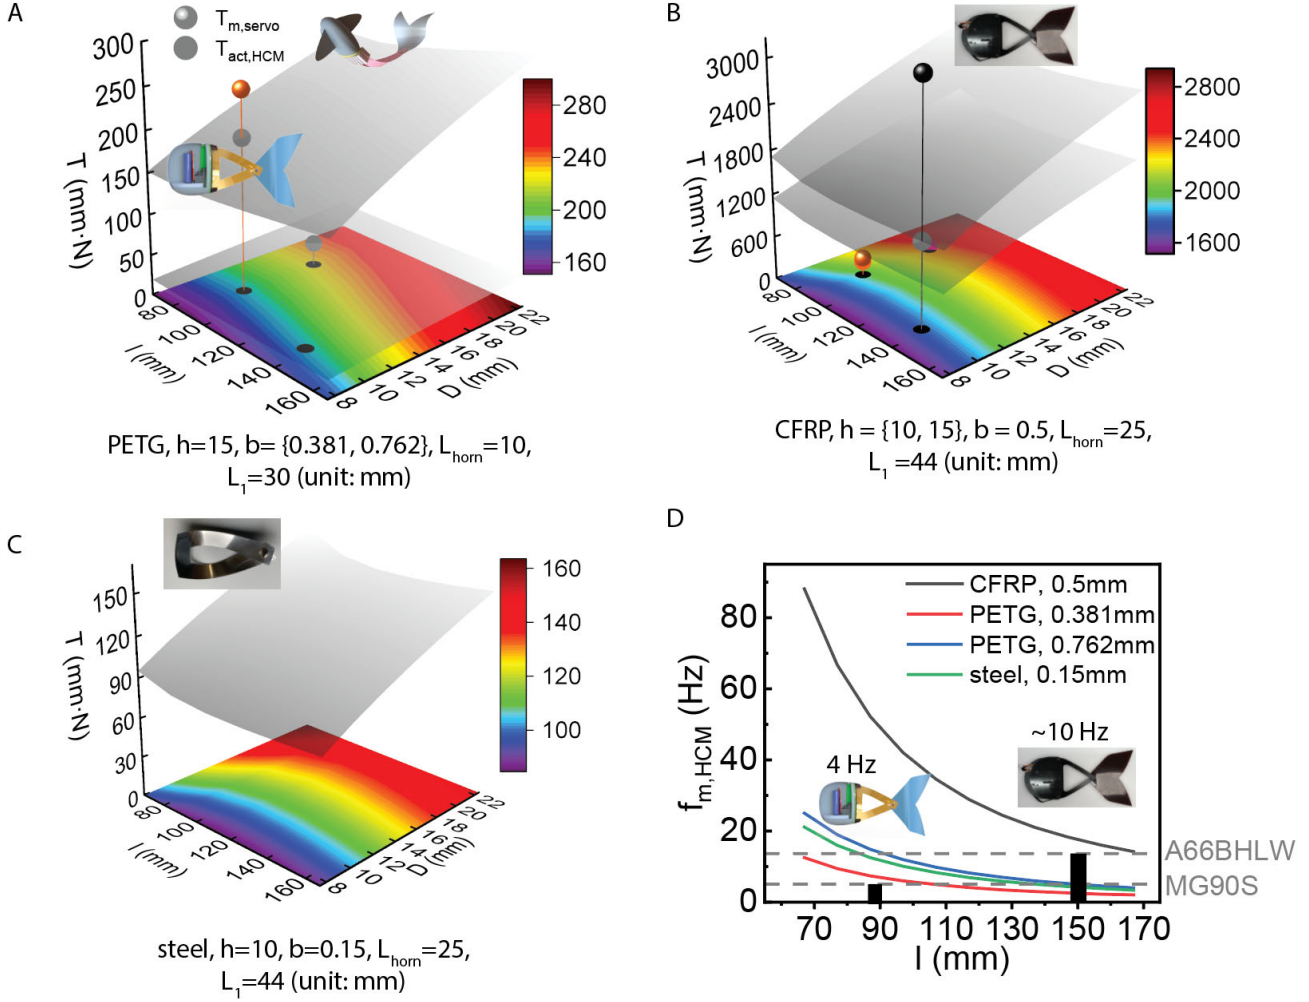 A
T_m,servo
T_act,HCM
300
250
200
150
100
50
0
T (mm·N)
80
100
120
140
160
l (mm)
8
10
12
14
16
18
20
22
D (mm)
280
240
200
160
PETG, h=15, b= {0.381, 0.762}, L_horn=10,
L_1=30 (unit: mm)
B
3000
2400
1800
1200
600
0
T (mm·N)
80
100
120
140
160
l (mm)
8
10
12
14
16
18
20
22
D (mm)
2800
2400
2000
1600
CFRP, h = {10, 15}, b = 0.5, L_horn=25,
L_1 =44 (unit: mm)
C
150
120
90
60
30
0
T (mm·N)
80
100
120
140
160
l (mm)
8
10
12
14
16
18
20
22
D (mm)
160
140
120
100
steel, h=10, b=0.15, L_horn=25,
L_1=44 (unit: mm)
D
CFRP, 0.5mm
PETG, 0.381mm
PETG, 0.762mm
steel, 0.15mm
4 Hz
~10 Hz
A66BHLW
MG90S
80
60
40
20
0
f_m,HCM (Hz)
70
90
110
130
150
170
l (mm)